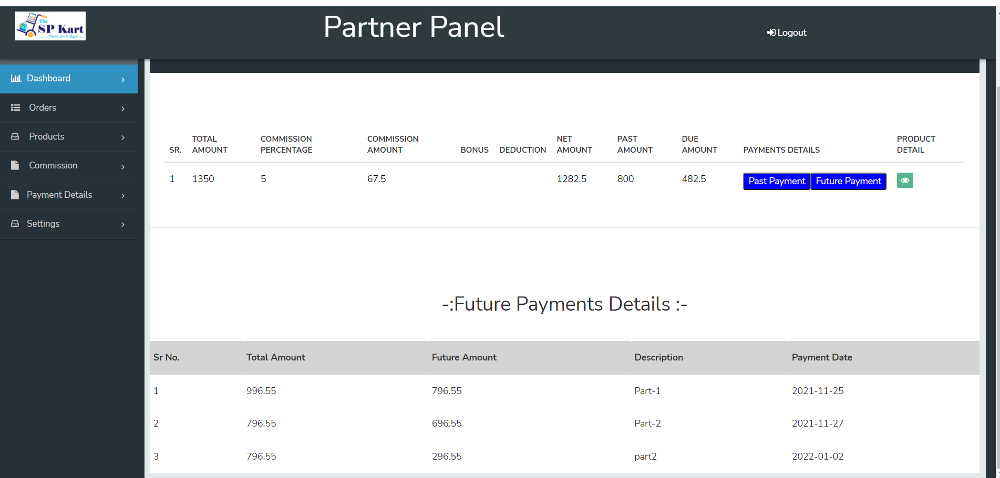 The
SP Kart
Partner Panel
Logout
Dashboard
Orders
Products
Commission
Payment Details
Settings
SR. TOTAL AMOUNT COMMISSION PERCENTAGE COMMISSION AMOUNT BONUS DEDUCTION NET AMOUNT PAST AMOUNT DUE AMOUNT PAYMENTS DETAILS PRODUCT DETAIL
1 1350 5 67.5 1282.5 800 482.5 Past Payment Future Payment
-:Future Payments Details :-
Sr No. Total Amount Future Amount Description Payment Date
1 996.55 796.55 Part-1 2021-11-25
2 796.55 696.55 Part-2 2021-11-27
3 796.55 296.55 part2 2022-01-02